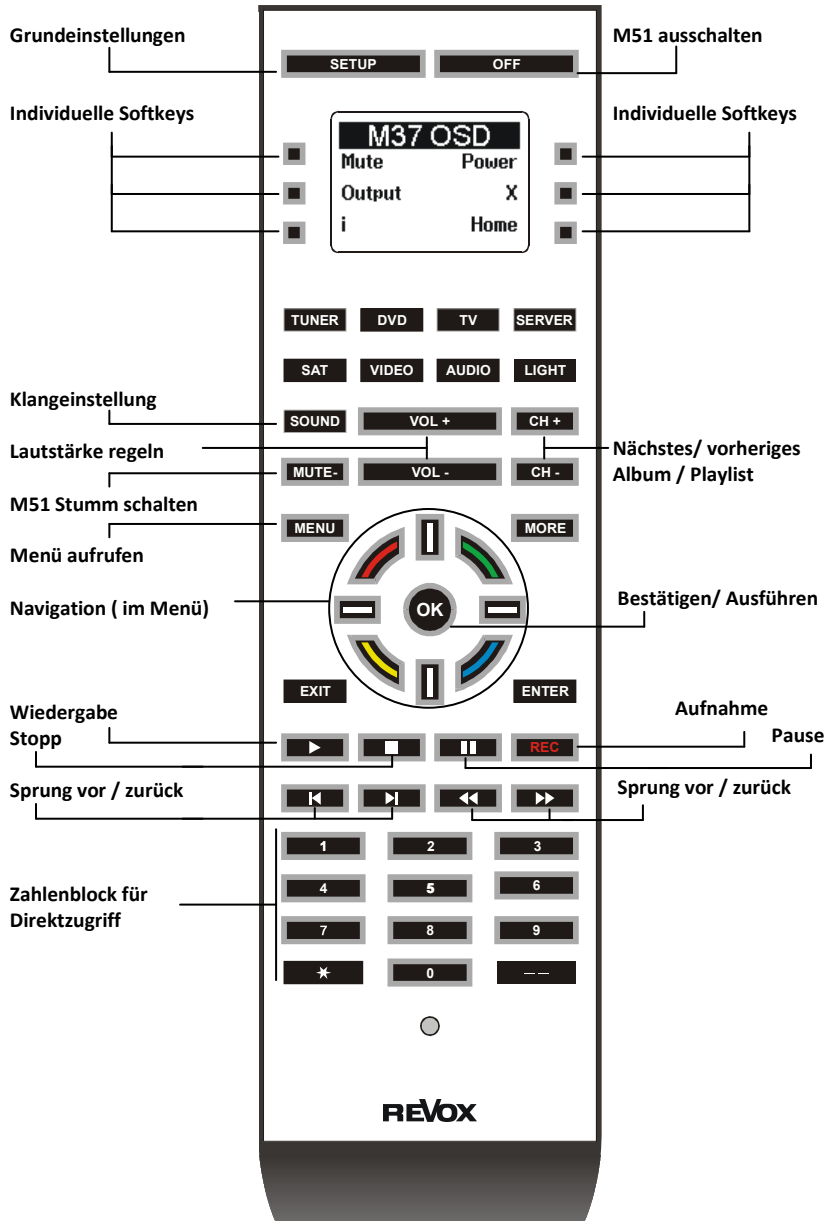 Grundeinstellungen
M51 ausschalten
SETUP
OFF
Individuelle Softkeys
Individuelle Softkeys
M37 OSD
Mute Power
Output X
i Home
TUNER DVD TV SERVER
SAT VIDEO AUDIO LIGHT
Klangeinstellung
SOUND VOL + CH +
Lautstärke regeln
Nächstes/ vorheriges
Album / Playlist
MUTE- VOL - CH -
M51 Stumm schalten
MENU MORE
Menü aufrufen
Navigation ( im Menü)
OK
Bestätigen/ Ausführen
EXIT ENTER
Wiedergabe
Aufnahme
Stopp
Pause
REC
Sprung vor / zurück
Sprung vor / zurück
1 2 3
4 5 6
Zahlenblock für
Direktzugriff
7 8 9
✶ 0 — —
REVOX